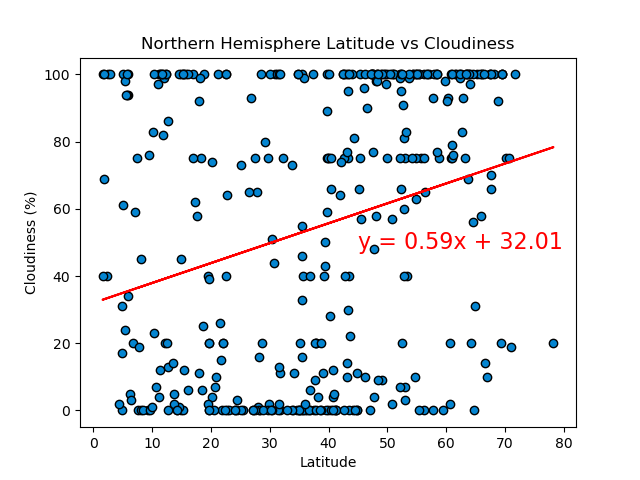 Northern Hemisphere Latitude vs Cloudiness
100
80
60
40
20
0
Cloudiness (%)
y = 0.59x + 32.01
0 10 20 30 40 50 60 70 80
Latitude